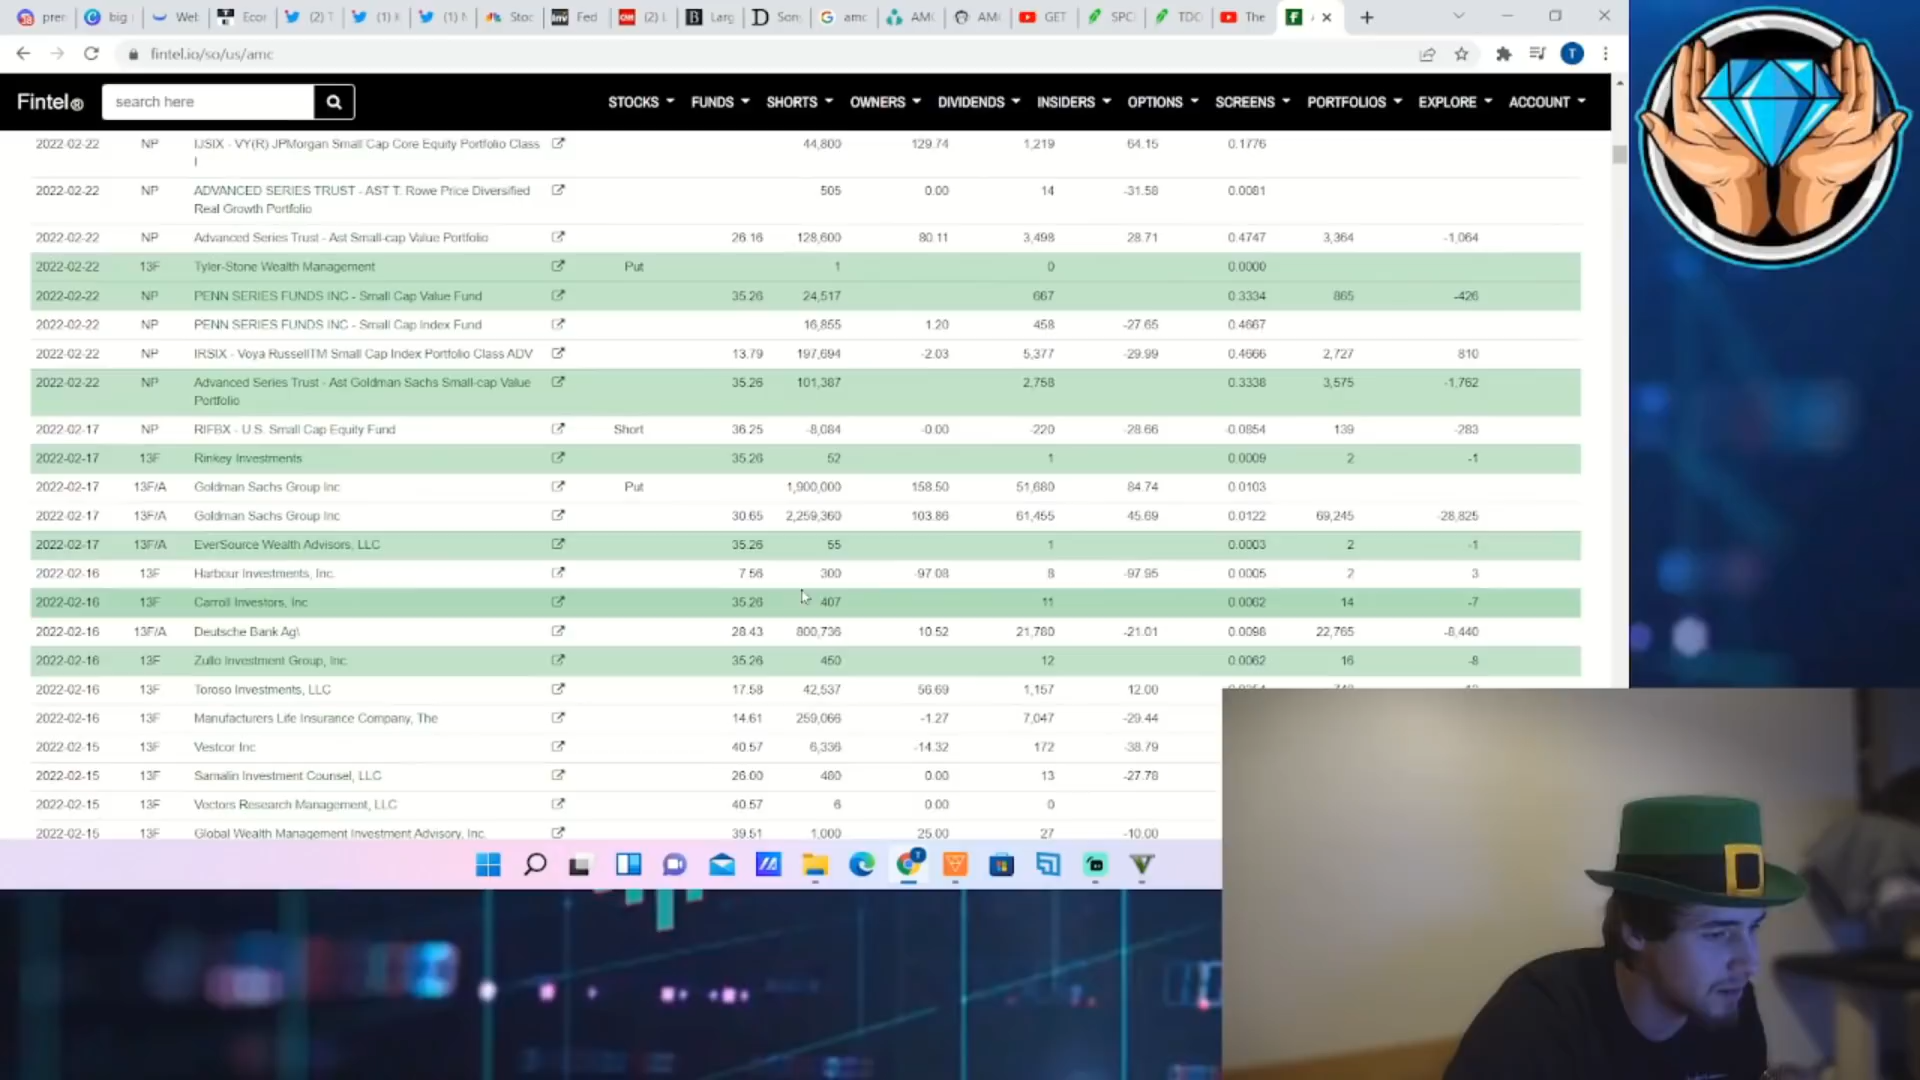 pren big Wet Ecor (2) T (1) (1) N Stoc Fed (2) L Larg Son amc AMC AM GET SPC TDC The
fintel.io/so/us/amc T
Fintel® search here STOCKS FUNDS SHORTS OWNERS DIVIDENDS INSIDERS OPTIONS SCREENS PORTFOLIOS EXPLORE ACCOUNT
2022-02-22 NP IJSIX - VY(R) JPMorgan Small Cap Core Equity Portfolio Class 44,800 129.74 1,219 64.15 0.1776
I
2022-02-22 NP ADVANCED SERIES TRUST - AST T. Rowe Price Diversified 505 0.00 14 -31.58 0.0081
Real Growth Portfolio
2022-02-22 NP Advanced Series Trust - Ast Small-cap Value Portfolio 26.16 128,600 80.11 3,498 28.71 0.4747 3,364 -1,064
2022-02-22 13F Tyler-Stone Wealth Management Put 1 0 0.0000
2022-02-22 NP PENN SERIES FUNDS INC - Small Cap Value Fund 35.26 24,517 667 0.3334 865 -426
2022-02-22 NP PENN SERIES FUNDS INC - Small Cap Index Fund 16,855 1.20 458 -27.65 0.4667
2022-02-22 NP IRSIX - Voya RussellTM Small Cap Index Portfolio Class ADV 13.79 197,694 -2.03 5,377 -29.99 0.4666 2,727 810
2022-02-22 NP Advanced Series Trust - Ast Goldman Sachs Small-cap Value 35.26 101,387 2,758 0.3338 3,575 -1,762
Portfolio
2022-02-17 NP RIFBX - U.S. Small Cap Equity Fund Short 36.25 -8,084 -0.00 -220 -28.66 -0.0854 139 -283
2022-02-17 13F Rinkey Investments 35.26 52 1 0.0009 2 -1
2022-02-17 13F/A Goldman Sachs Group Inc Put 1,900,000 158.50 51,680 84.74 0.0103
2022-02-17 13F/A Goldman Sachs Group Inc 30.65 2,259,360 103.86 61,455 45.69 0.0122 69,245 -28,825
2022-02-17 13F/A EverSource Wealth Advisors, LLC 35.26 55 1 0.0003 2 -1
2022-02-16 13F Harbour Investments, Inc. 7.56 300 -97.08 8 -97.95 0.0005 2 3
2022-02-16 13F Carroll Investors, Inc 35.26 407 11 0.0062 14 -7
2022-02-16 13F/A Deutsche Bank Ag\ 28.43 800,736 10.52 21,780 -21.01 0.0098 22,765 -8,440
2022-02-16 13F Zullo Investment Group, Inc. 35.26 450 12 0.0062 16 -8
2022-02-16 13F Toroso Investments, LLC 17.58 42,537 56.69 1,157 12.00
2022-02-16 13F Manufacturers Life Insurance Company, The 14.61 259,066 -1.27 7,047 -29.44
2022-02-15 13F Vestcor Inc 40.57 6,336 -14.32 172 -38.79
2022-02-15 13F Samalin Investment Counsel, LLC 26.00 480 0.00 13 -27.78
2022-02-15 13F Vectors Research Management, LLC 40.57 6 0.00 0
2022-02-15 13F Global Wealth Management Investment Advisory, Inc. 39.51 1,000 25.00 27 -10.00